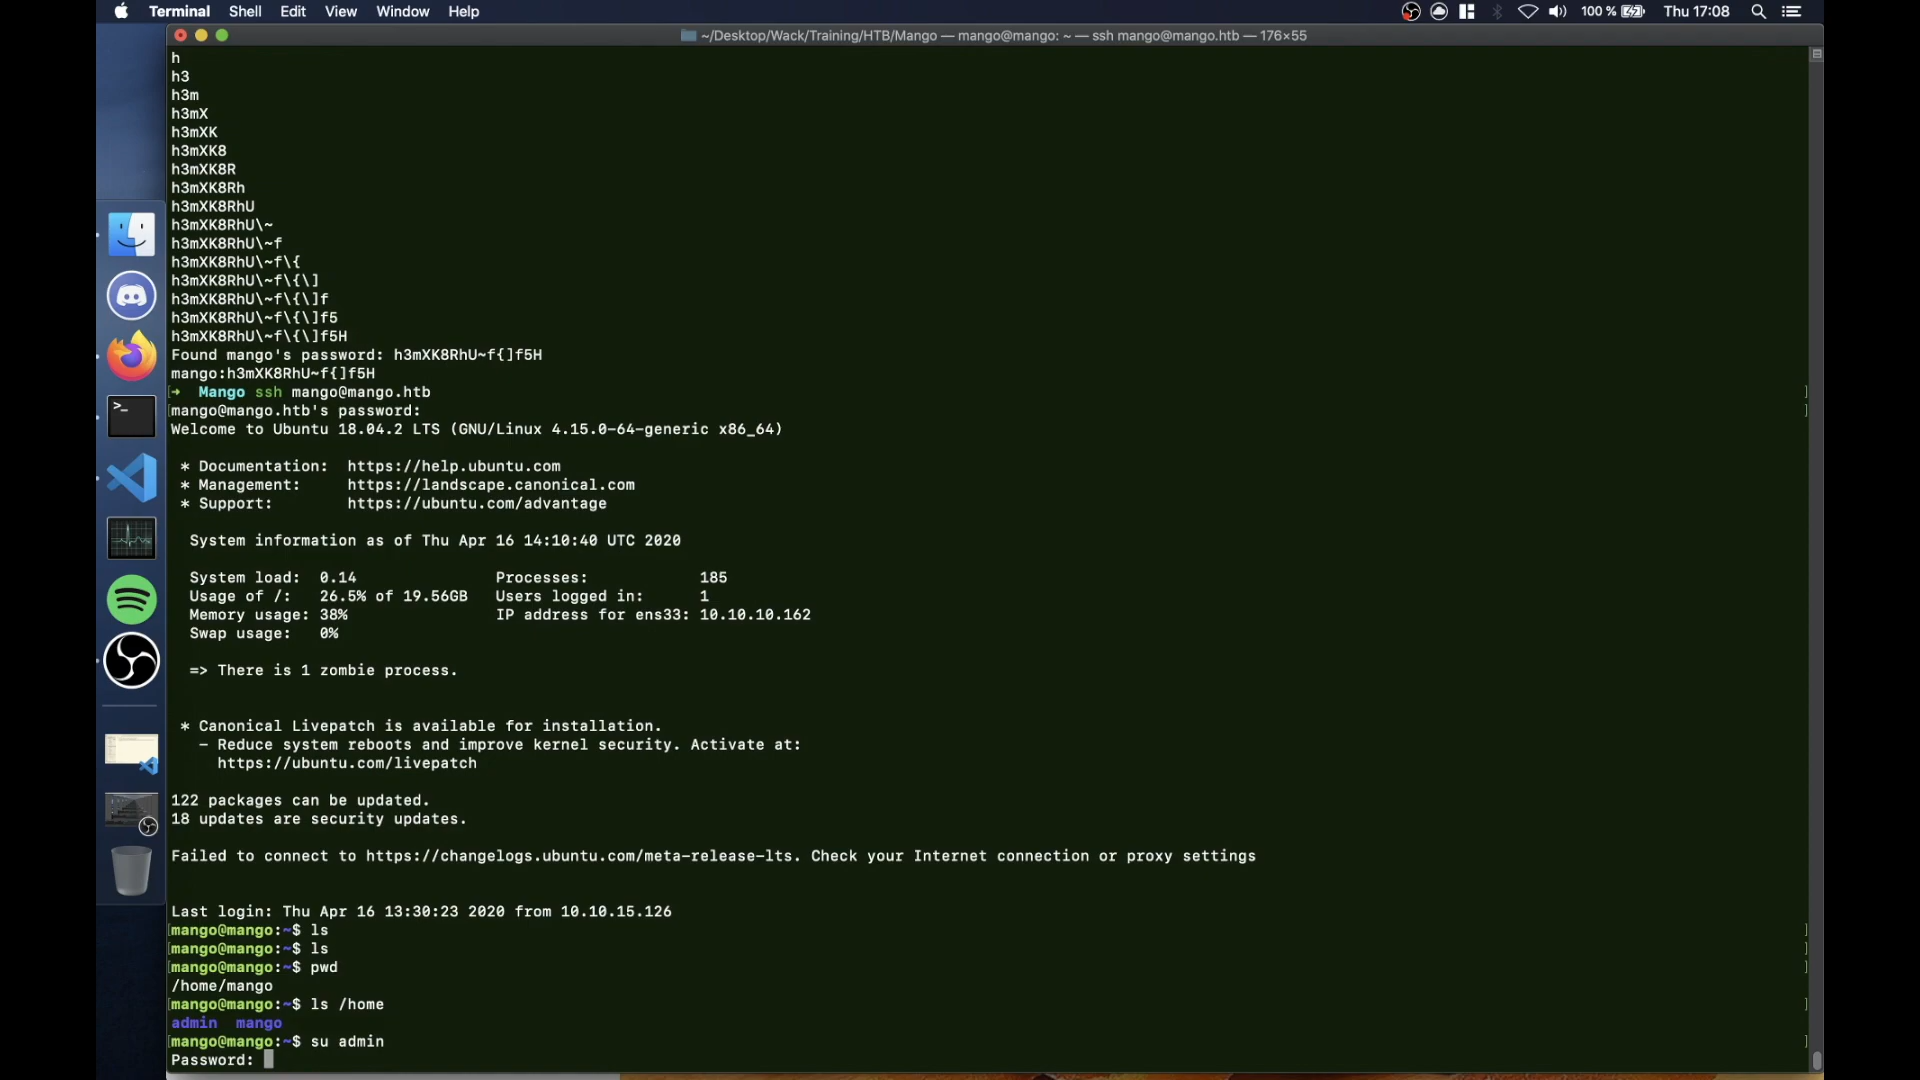 Terminal Shell Edit View Window Help 100 % Thu 17:08
~/Desktop/Wack/Training/HTB/Mango — mango@mango: ~ — ssh mango@mango.htb — 176×55
h
h3
h3m
h3mX
h3mXK
h3mXK8
h3mXK8R
h3mXK8Rh
h3mXK8RhU
h3mXK8RhU\~
h3mXK8RhU\~f
h3mXK8RhU\~f\{
h3mXK8RhU\~f\{\]
h3mXK8RhU\~f\{\]f
h3mXK8RhU\~f\{\]f5
h3mXK8RhU\~f\{\]f5H
Found mango's password: h3mXK8RhU~f{]f5H
mango:h3mXK8RhU~f{]f5H
[→ Mango ssh mango@mango.htb ]
[mango@mango.htb's password: ]
Welcome to Ubuntu 18.04.2 LTS (GNU/Linux 4.15.0-64-generic x86_64)
* Documentation: https://help.ubuntu.com
* Management: https://landscape.canonical.com
* Support: https://ubuntu.com/advantage
System information as of Thu Apr 16 14:10:40 UTC 2020
System load: 0.14 Processes: 185
Usage of /: 26.5% of 19.56GB Users logged in: 1
Memory usage: 38% IP address for ens33: 10.10.10.162
Swap usage: 0%
=> There is 1 zombie process.
* Canonical Livepatch is available for installation.
- Reduce system reboots and improve kernel security. Activate at:
https://ubuntu.com/livepatch
122 packages can be updated.
18 updates are security updates.
Failed to connect to https://changelogs.ubuntu.com/meta-release-lts. Check your Internet connection or proxy settings
Last login: Thu Apr 16 13:30:23 2020 from 10.10.15.126
[mango@mango:~$ ls ]
[mango@mango:~$ ls ]
[mango@mango:~$ pwd ]
/home/mango
[mango@mango:~$ ls /home ]
admin mango
[mango@mango:~$ su admin ]
Password: